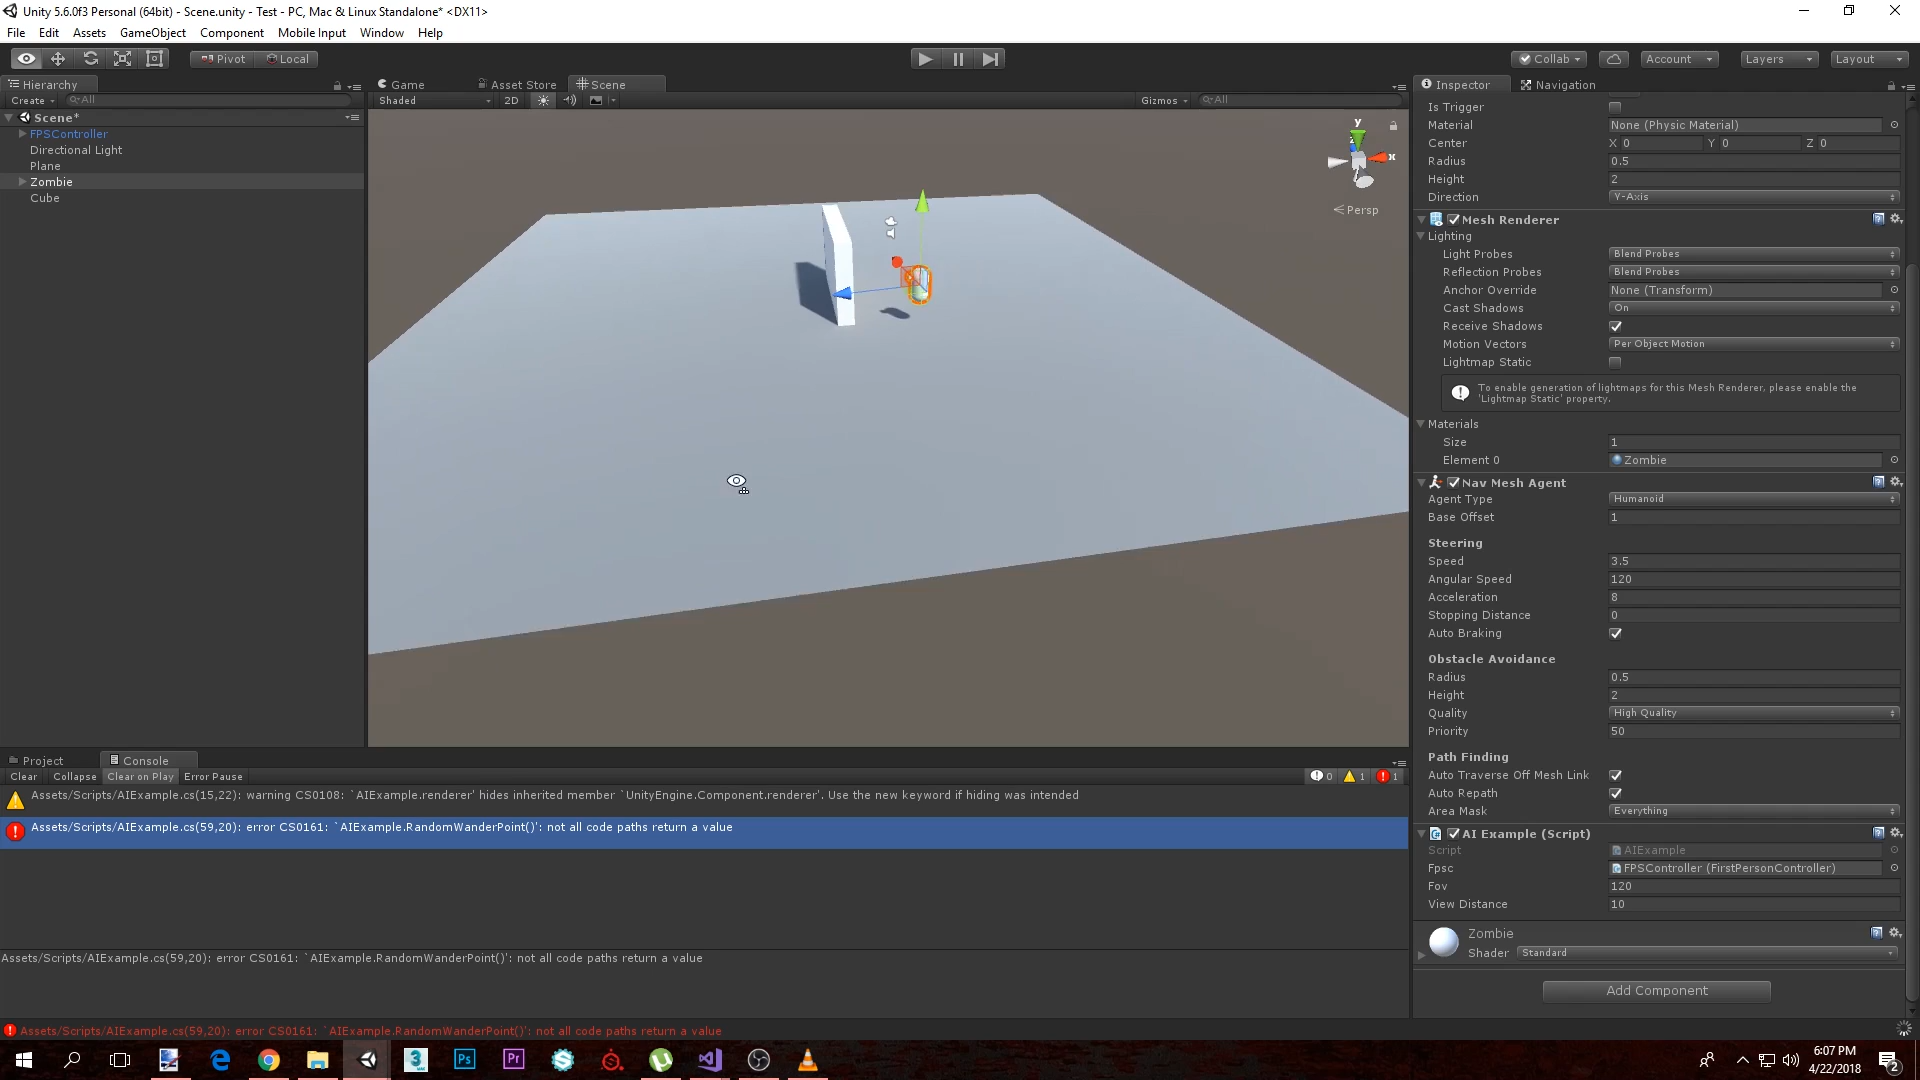 Unity 5.6.0f3 Personal (64bit) - Scene.unity - Test - PC, Mac & Linux Standalone* <DX11>
File Edit Assets GameObject Component Mobile Input Window Help
Pivot Local Collab Account Layers Layout
Hierarchy
Create All
Scene*
FPSController
Directional Light
Plane
Zombie
Cube
Game Asset Store Scene
Shaded 2D Gizmos All
y
x
Persp
Inspector Navigation
Is Trigger
Material None (Physic Material)
Center X 0 Y 0 Z 0
Radius 0.5
Height 2
Direction Y-Axis
Mesh Renderer
Lighting
Light Probes Blend Probes
Reflection Probes Blend Probes
Anchor Override None (Transform)
Cast Shadows On
Receive Shadows
Motion Vectors Per Object Motion
Lightmap Static
To enable generation of lightmaps for this Mesh Renderer, please enable the
'Lightmap Static' property.
Materials
Size 1
Element 0 Zombie
Nav Mesh Agent
Agent Type Humanoid
Base Offset 1
Steering
Speed 3.5
Angular Speed 120
Acceleration 8
Stopping Distance 0
Auto Braking
Obstacle Avoidance
Radius 0.5
Height 2
Quality High Quality
Priority 50
Path Finding
Auto Traverse Off Mesh Link
Auto Repath
Area Mask Everything
AI Example (Script)
Script AIExample
Fpsc FPSController (FirstPersonController)
Fov 120
View Distance 10
Zombie
Shader Standard
Add Component
Project Console
Clear Collapse Clear on Play Error Pause 0 1 1
Assets/Scripts/AIExample.cs(15,22): warning CS0108: `AIExample.renderer' hides inherited member `UnityEngine.Component.renderer'. Use the new keyword if hiding was intended
Assets/Scripts/AIExample.cs(59,20): error CS0161: `AIExample.RandomWanderPoint()': not all code paths return a value
Assets/Scripts/AIExample.cs(59,20): error CS0161: `AIExample.RandomWanderPoint()': not all code paths return a value
Assets/Scripts/AIExample.cs(59,20): error CS0161: `AIExample.RandomWanderPoint()': not all code paths return a value
3 Ps Pr
6:07 PM
4/22/2018
2